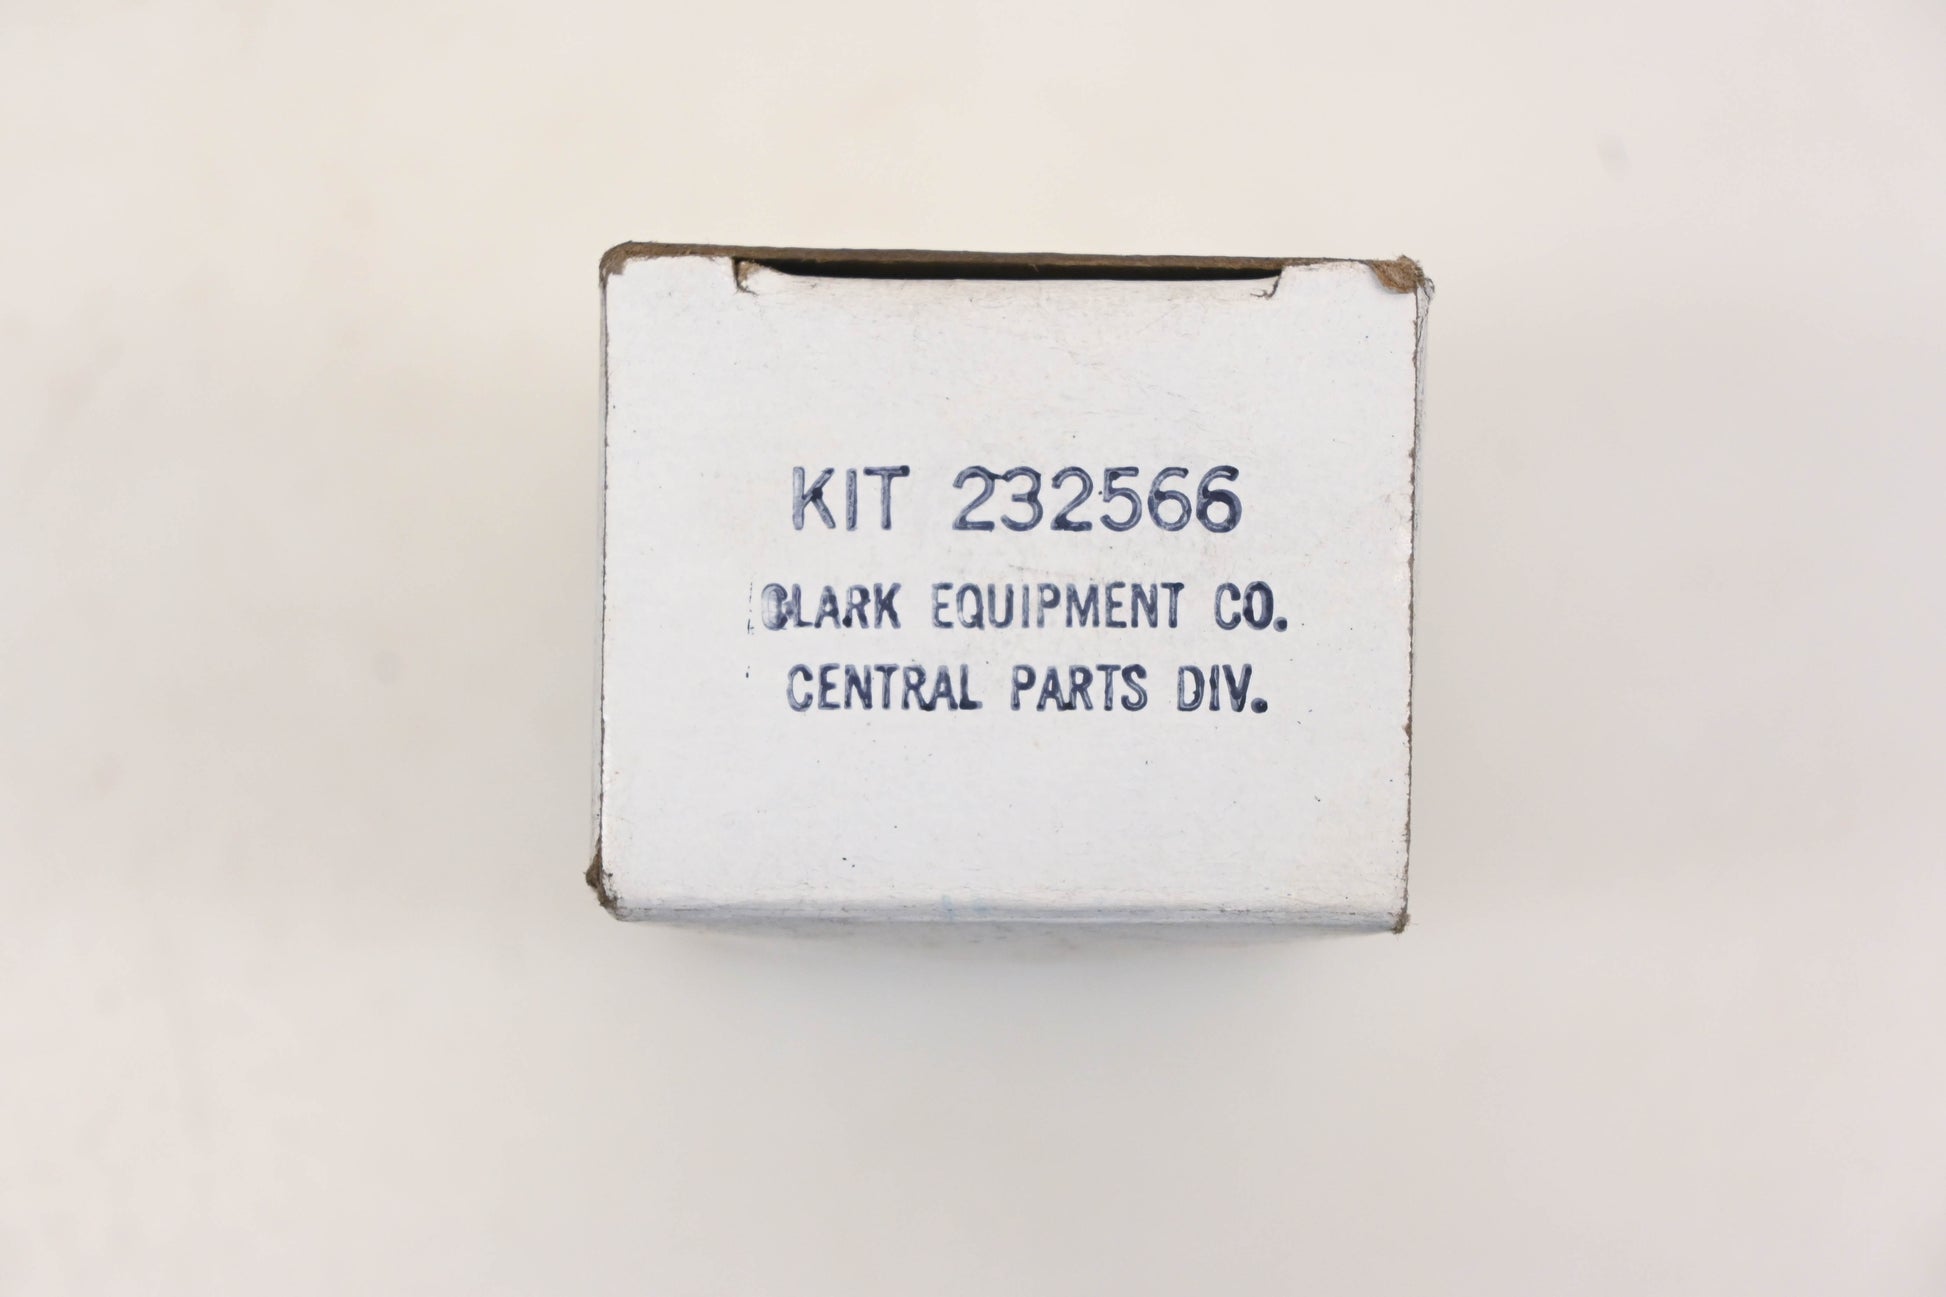 KIT 232566
CLARK EQUIPMENT CO.
CENTRAL PARTS DIV.